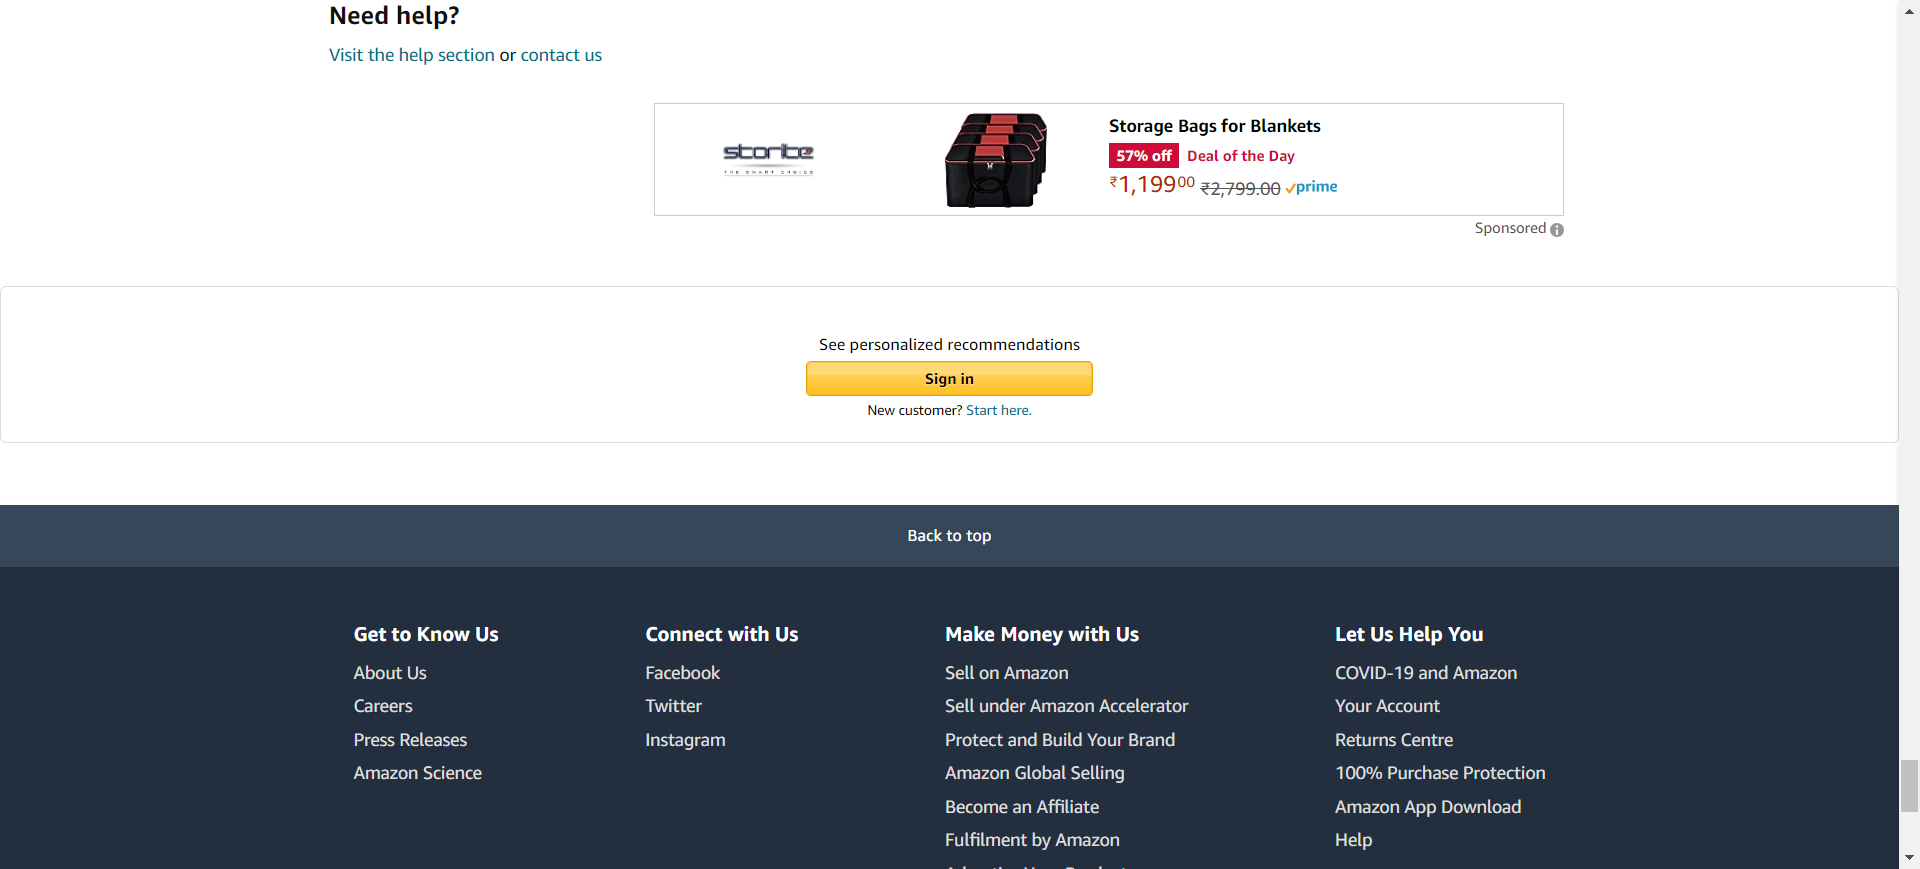 Need help?
Visit the help section or contact us
storite
THE SMART CHOICE
Storage Bags for Blankets
57% off Deal of the Day
₹1,19900 ₹2,799.00 prime
Sponsored
See personalized recommendations
Sign in
New customer? Start here.
Back to top
Get to Know Us
About Us
Careers
Press Releases
Amazon Science
Connect with Us
Facebook
Twitter
Instagram
Make Money with Us
Sell on Amazon
Sell under Amazon Accelerator
Protect and Build Your Brand
Amazon Global Selling
Become an Affiliate
Fulfilment by Amazon
Let Us Help You
COVID-19 and Amazon
Your Account
Returns Centre
100% Purchase Protection
Amazon App Download
Help